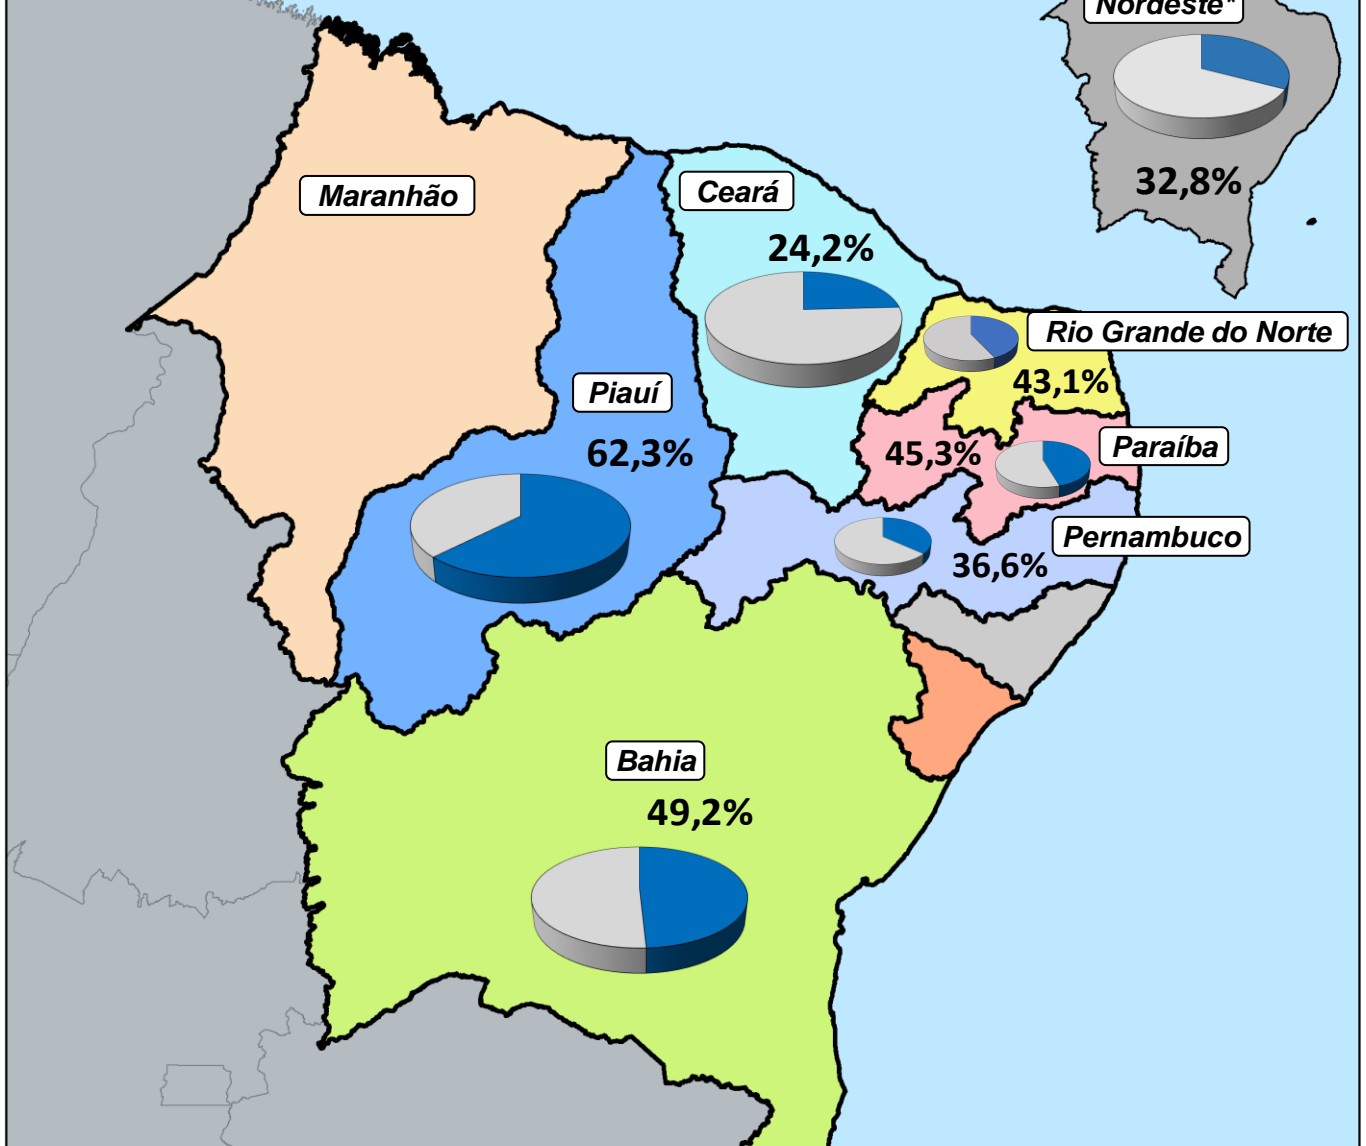 Nordeste*
32,8%
Maranhão
Ceará
24,2%
Rio Grande do Norte
43,1%
Piauí
62,3%
45,3%
Paraíba
Pernambuco
36,6%
Bahia
49,2%